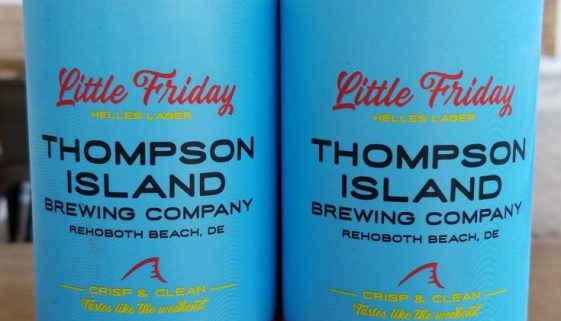 Little Friday
HELLES LAGER
THOMPSON
ISLAND
BREWING COMPANY
REHOBOTH BEACH, DE
CRISP & CLEAN
Tastes like the weekend
Little Friday
HELLES LAGER
THOMPSON
ISLAND
BREWING COMPANY
REHOBOTH BEACH, DE
CRISP & CLEAN
Tastes like the weekend